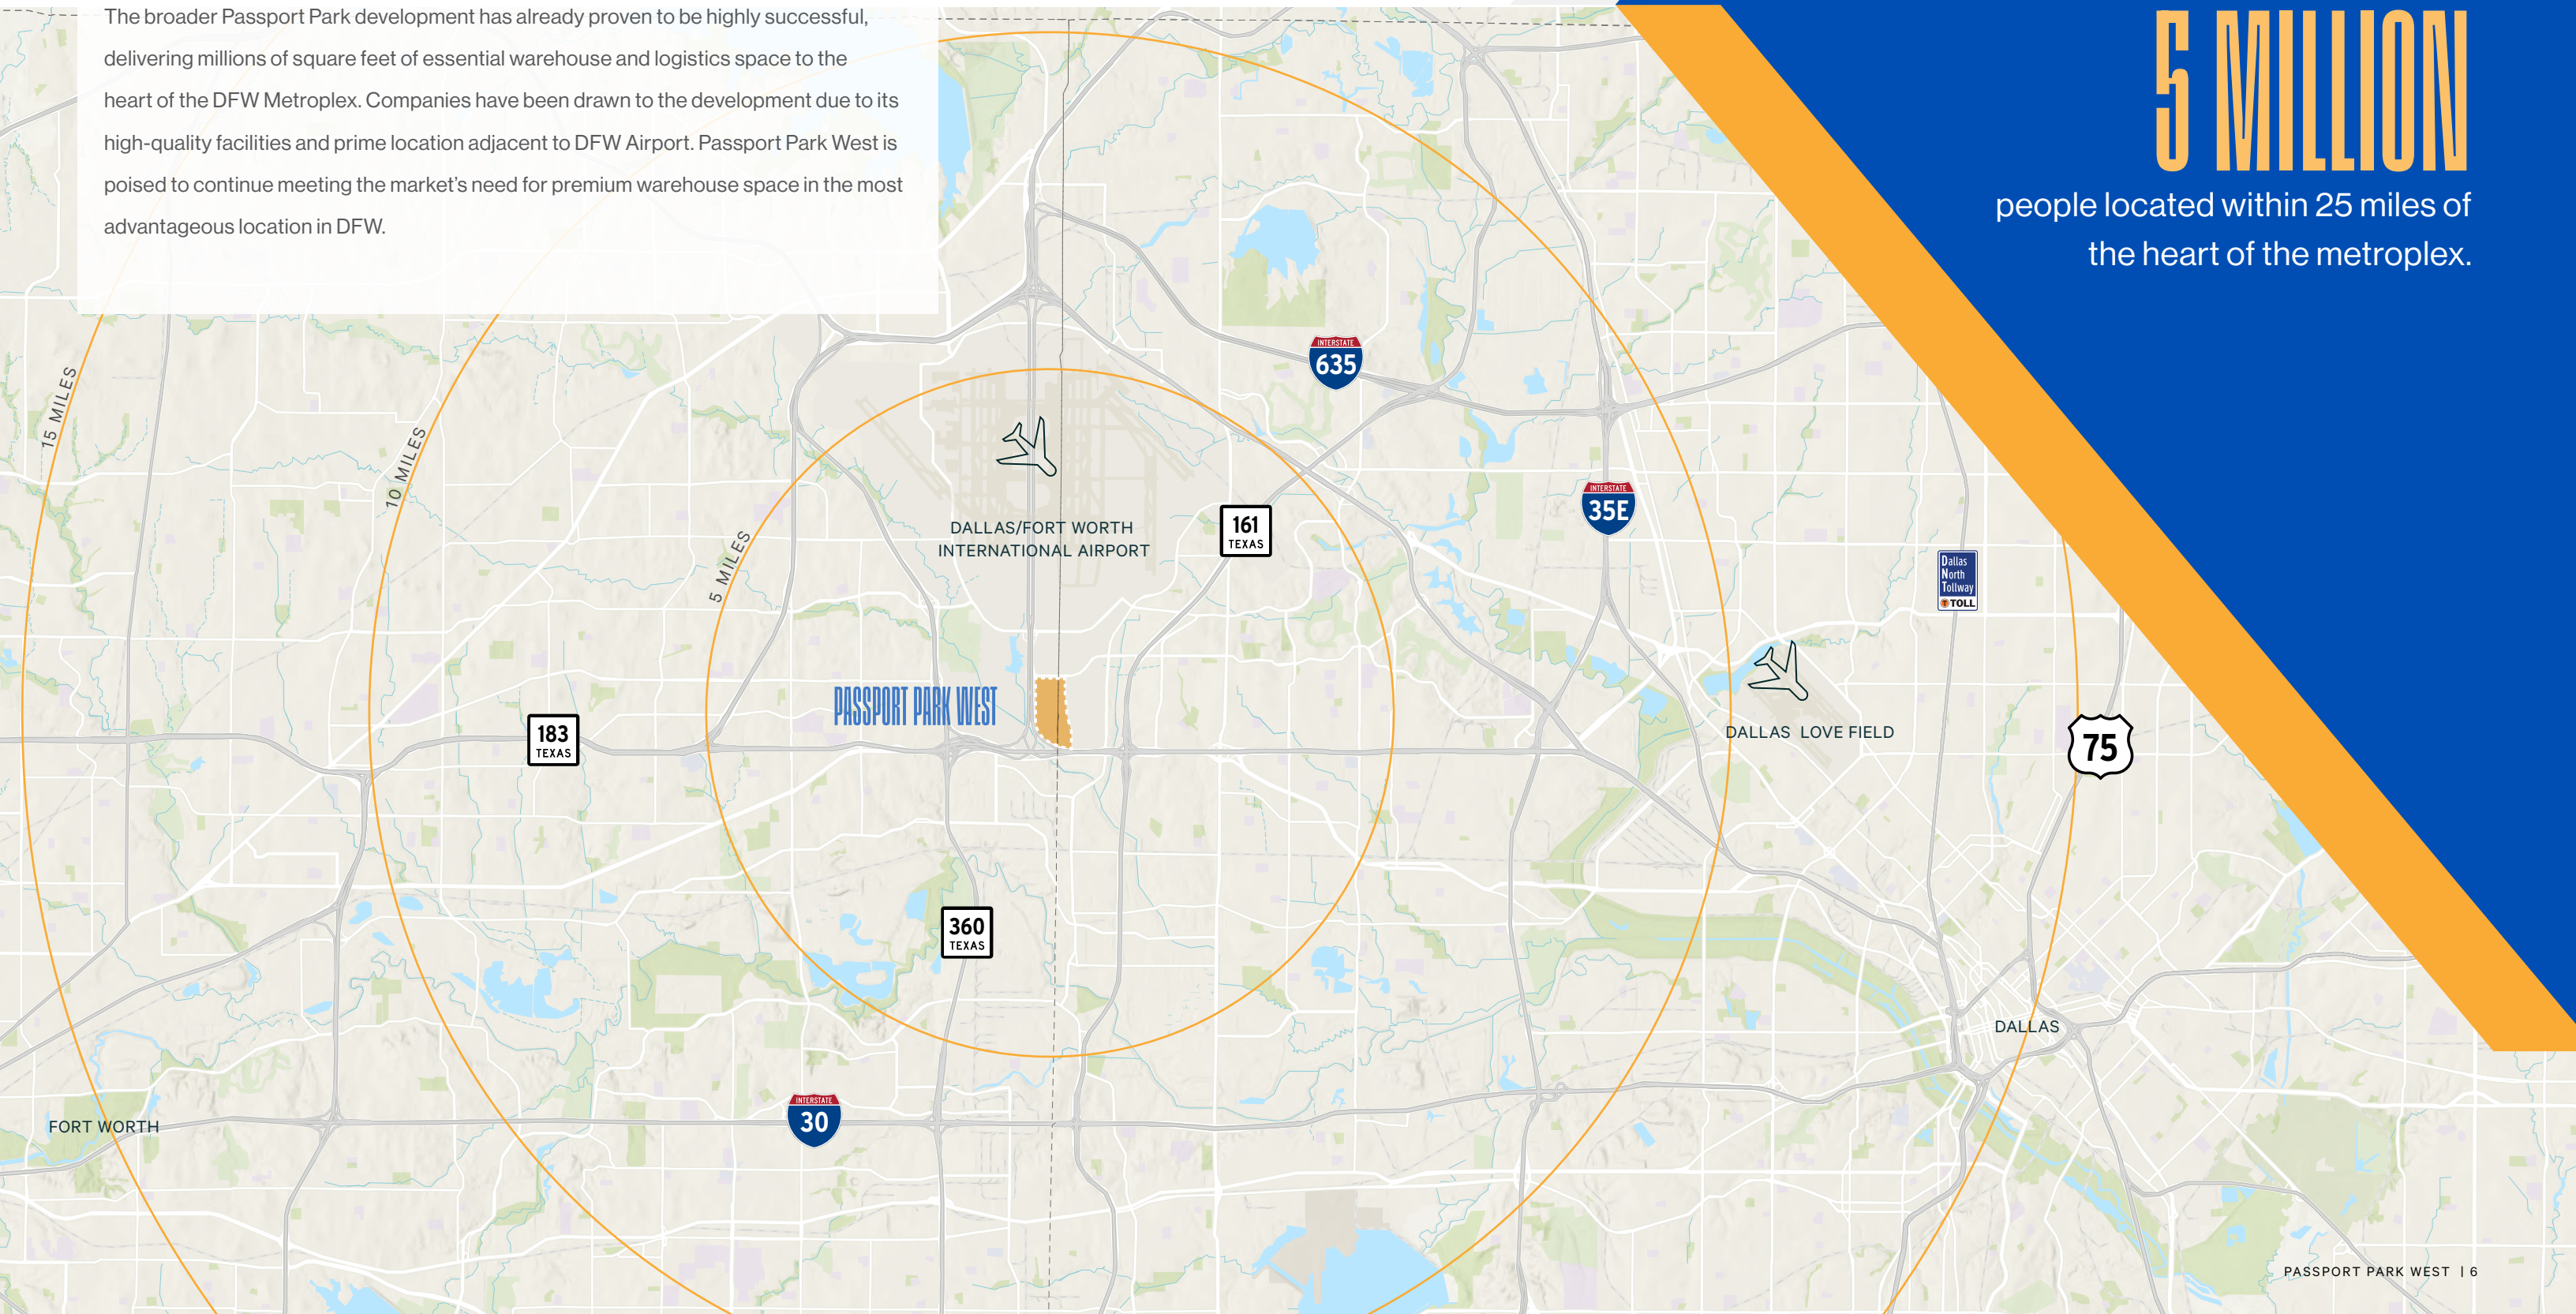 The broader Passport Park development has already proven to be highly successful,
delivering millions of square feet of essential warehouse and logistics space to the
heart of the DFW Metroplex. Companies have been drawn to the development due to its
high-quality facilities and prime location adjacent to DFW Airport. Passport Park West is
poised to continue meeting the market’s need for premium warehouse space in the most
advantageous location in DFW.
5 MILLION
people located within 25 miles of
the heart of the metroplex.
INTERSTATE
635
15 MILES
10 MILES
5 MILES
DALLAS/FORT WORTH
INTERNATIONAL AIRPORT
161
TEXAS
INTERSTATE
35E
Dallas
North
Tollway
TOLL
PASSPORT PARK WEST
183
TEXAS
DALLAS LOVE FIELD
75
360
TEXAS
DALLAS
INTERSTATE
30
FORT WORTH
PASSPORT PARK WEST | 6